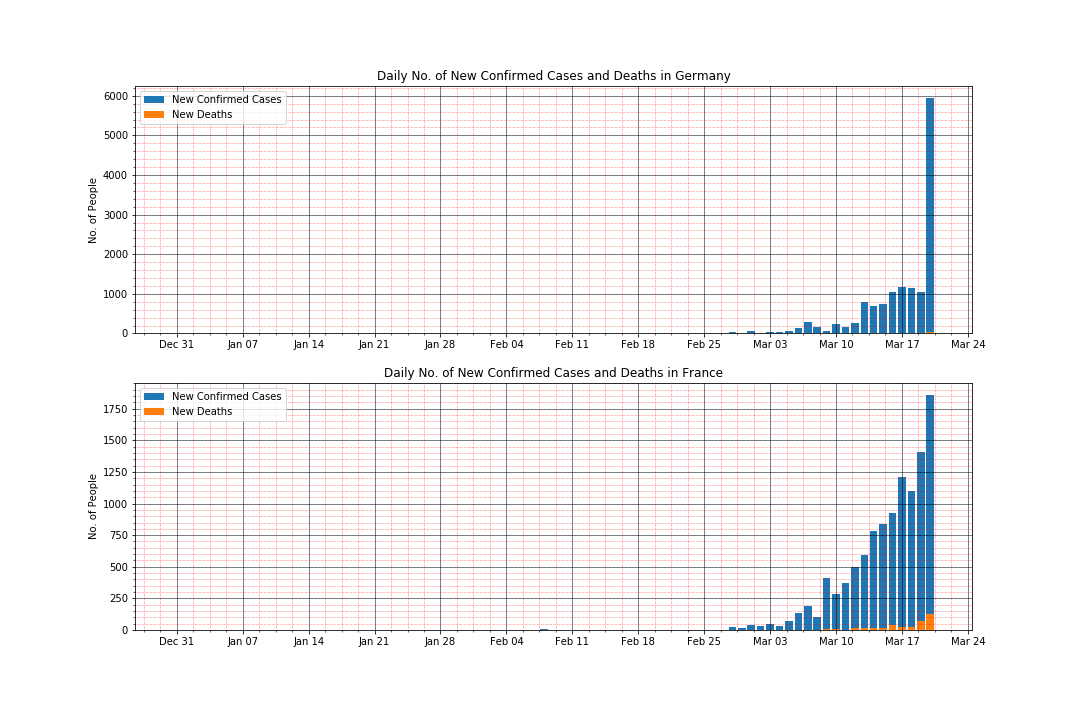 Daily No. of New Confirmed Cases and Deaths in Germany
New Confirmed Cases
New Deaths
No. of People
6000
5000
4000
3000
2000
1000
0
Dec 31 Jan 07 Jan 14 Jan 21 Jan 28 Feb 04 Feb 11 Feb 18 Feb 25 Mar 03 Mar 10 Mar 17 Mar 24
Daily No. of New Confirmed Cases and Deaths in France
New Confirmed Cases
New Deaths
No. of People
1750
1500
1250
1000
750
500
250
0
Dec 31 Jan 07 Jan 14 Jan 21 Jan 28 Feb 04 Feb 11 Feb 18 Feb 25 Mar 03 Mar 10 Mar 17 Mar 24